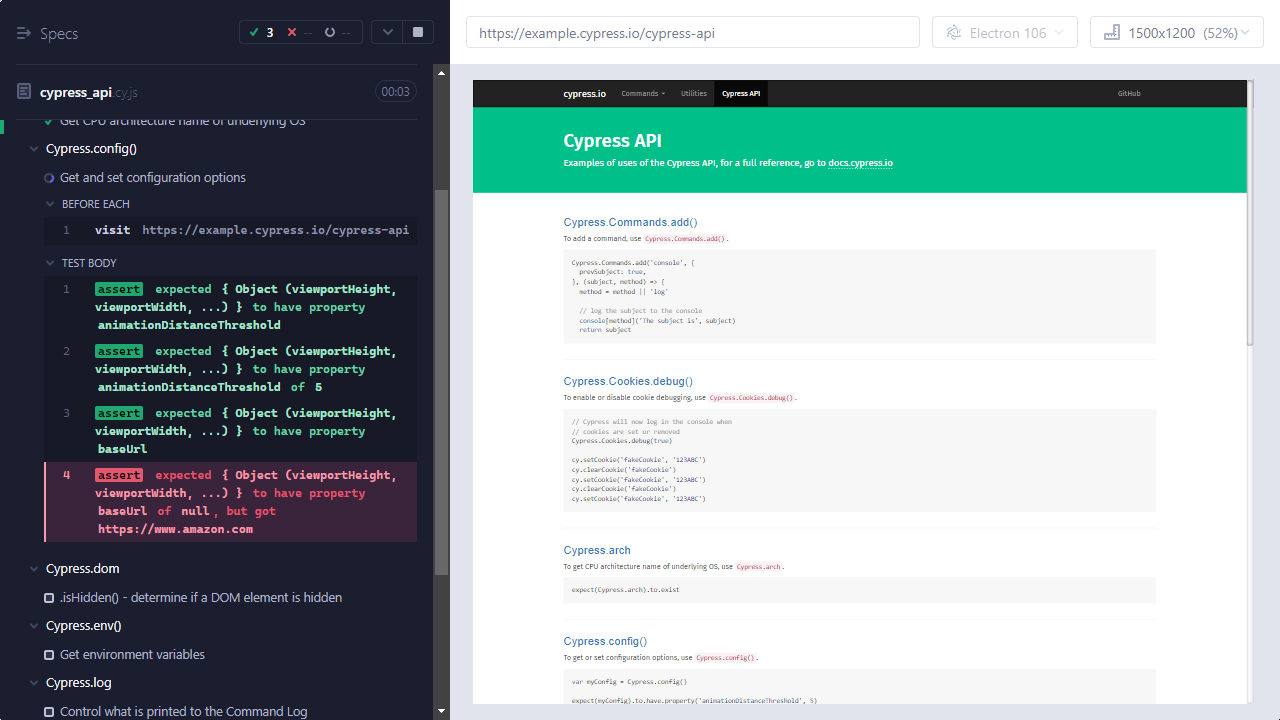 Specs
3
--
--
https://example.cypress.io/cypress-api
Electron 106
1500x1200 (52%)
cypress_api.cy.js
00:03
Get CPU architecture name of underlying OS
Cypress.config()
Get and set configuration options
BEFORE EACH
1 visit https://example.cypress.io/cypress-api
TEST BODY
1 assert expected { Object (viewportHeight,
viewportWidth, ...) } to have property
animationDistanceThreshold
2 assert expected { Object (viewportHeight,
viewportWidth, ...) } to have property
animationDistanceThreshold of 5
3 assert expected { Object (viewportHeight,
viewportWidth, ...) } to have property
baseUrl
4 assert expected { Object (viewportHeight,
viewportWidth, ...) } to have property
baseUrl of null, but got
https://www.amazon.com
Cypress.dom
.isHidden() - determine if a DOM element is hidden
Cypress.env()
Get environment variables
Cypress.log
Control what is printed to the Command Log
cypress.io
Commands
Utilities
Cypress API
GitHub
Cypress API
Examples of uses of the Cypress API, for a full reference, go to docs.cypress.io
Cypress.Commands.add()
To add a command, use Cypress.Commands.add().
Cypress.Commands.add('console', {
prevSubject: true,
}, (subject, method) => {
method = method || 'log'
// log the subject to the console
console[method]('The subject is', subject)
return subject
Cypress.Cookies.debug()
To enable or disable cookie debugging, use Cypress.Cookies.debug().
// Cypress will now log in the console when
// cookies are set or removed
Cypress.Cookies.debug(true)
cy.setCookie('fakeCookie', '123ABC')
cy.clearCookie('fakeCookie')
cy.setCookie('fakeCookie', '123ABC')
cy.clearCookie('fakeCookie')
cy.setCookie('fakeCookie', '123ABC')
Cypress.arch
To get CPU architecture name of underlying OS, use Cypress.arch.
expect(Cypress.arch).to.exist
Cypress.config()
To get or set configuration options, use Cypress.config().
var myConfig = Cypress.config()
expect(myConfig).to.have.property('animationDistanceThreshold', 5)